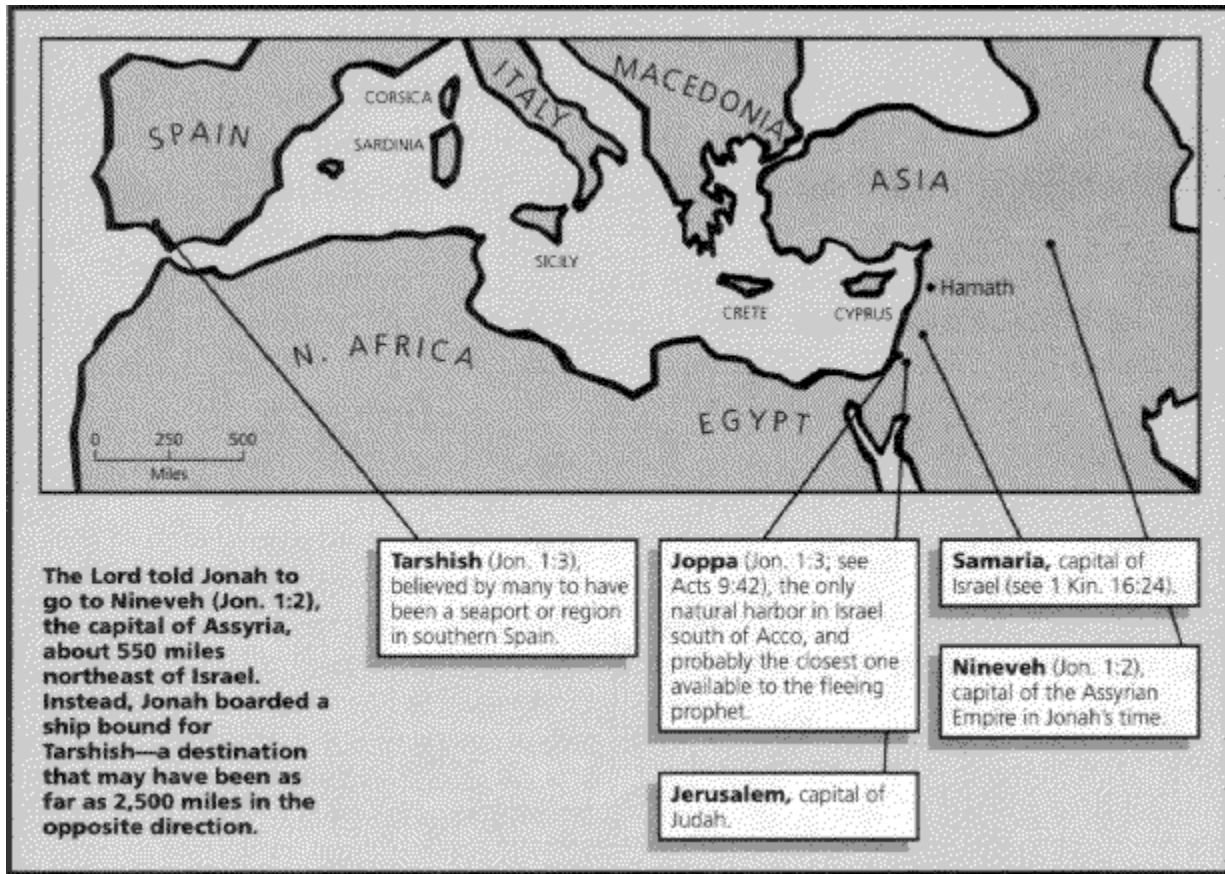 SPAIN
CORSICA
SARDINIA
ITALY
MACEDONIA
ASIA
SICILY
CRETE
CYPRUS
Hamath
N. AFRICA
EGYPT
0 250 500
Miles
The Lord told Jonah to
go to Nineveh (Jon. 1:2),
the capital of Assyria,
about 550 miles
northeast of Israel.
Instead, Jonah boarded a
ship bound for
Tarshish—a destination
that may have been as
far as 2,500 miles in the
opposite direction.
Tarshish (Jon. 1:3),
believed by many to have
been a seaport or region
in southern Spain.
Joppa (Jon. 1:3; see
Acts 9:42), the only
natural harbor in Israel
south of Acco, and
probably the closest one
available to the fleeing
prophet.
Jerusalem, capital of
Judah.
Samaria, capital of
Israel (see 1 Kin. 16:24).
Nineveh (Jon. 1:2),
capital of the Assyrian
Empire in Jonah's time.